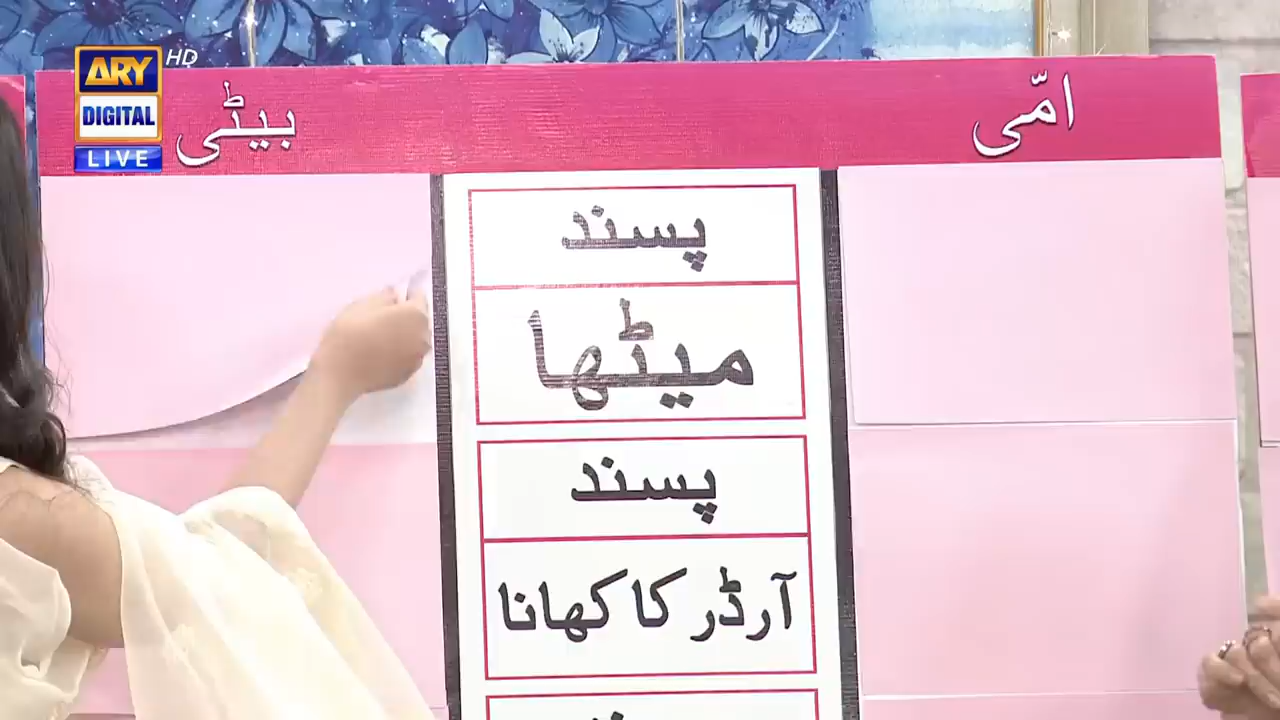 ARY HD
DIGITAL
LIVE
امّی
بیٹی
پسند
میٹھا
پسند
آرڈر کا کھانا